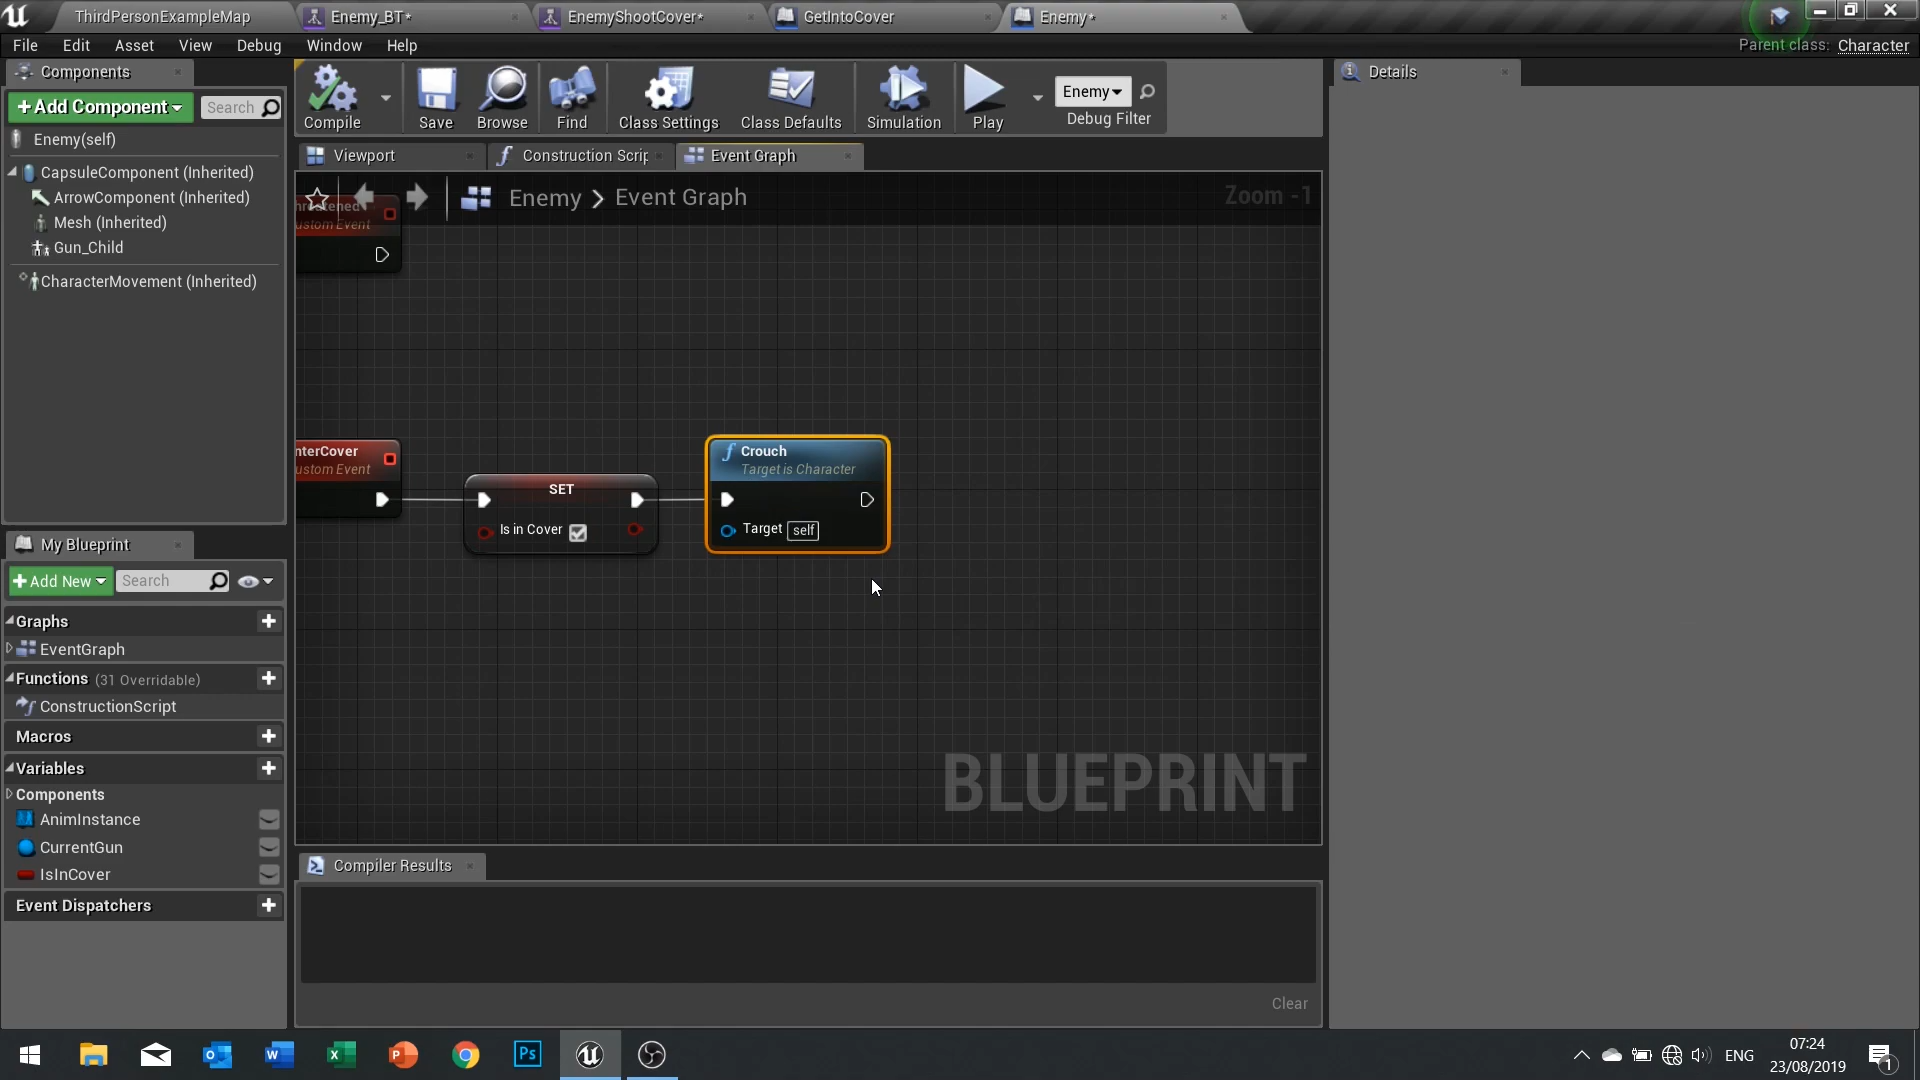 ThirdPersonExampleMap
Enemy_BT*
EnemyShootCover*
GetIntoCover
Enemy*
File Edit Asset View Debug Window Help
Parent class: Character
Components
+Add Component
Search
Enemy(self)
CapsuleComponent (Inherited)
ArrowComponent (Inherited)
Mesh (Inherited)
Gun_Child
CharacterMovement (Inherited)
Compile
Save
Browse
Find
Class Settings
Class Defaults
Simulation
Play
Enemy
Debug Filter
Details
Viewport
Construction Scrip
Event Graph
Enemy > Event Graph
Zoom -1
hreatened
ustom Event
nterCover
ustom Event
SET
Is in Cover
Crouch
Target is Character
Target self
BLUEPRINT
My Blueprint
+Add New
Search
Graphs
EventGraph
Functions (31 Overridable)
ConstructionScript
Macros
Variables
Components
AnimInstance
CurrentGun
IsInCover
Event Dispatchers
Compiler Results
Clear
ENG
07:24
23/08/2019
1